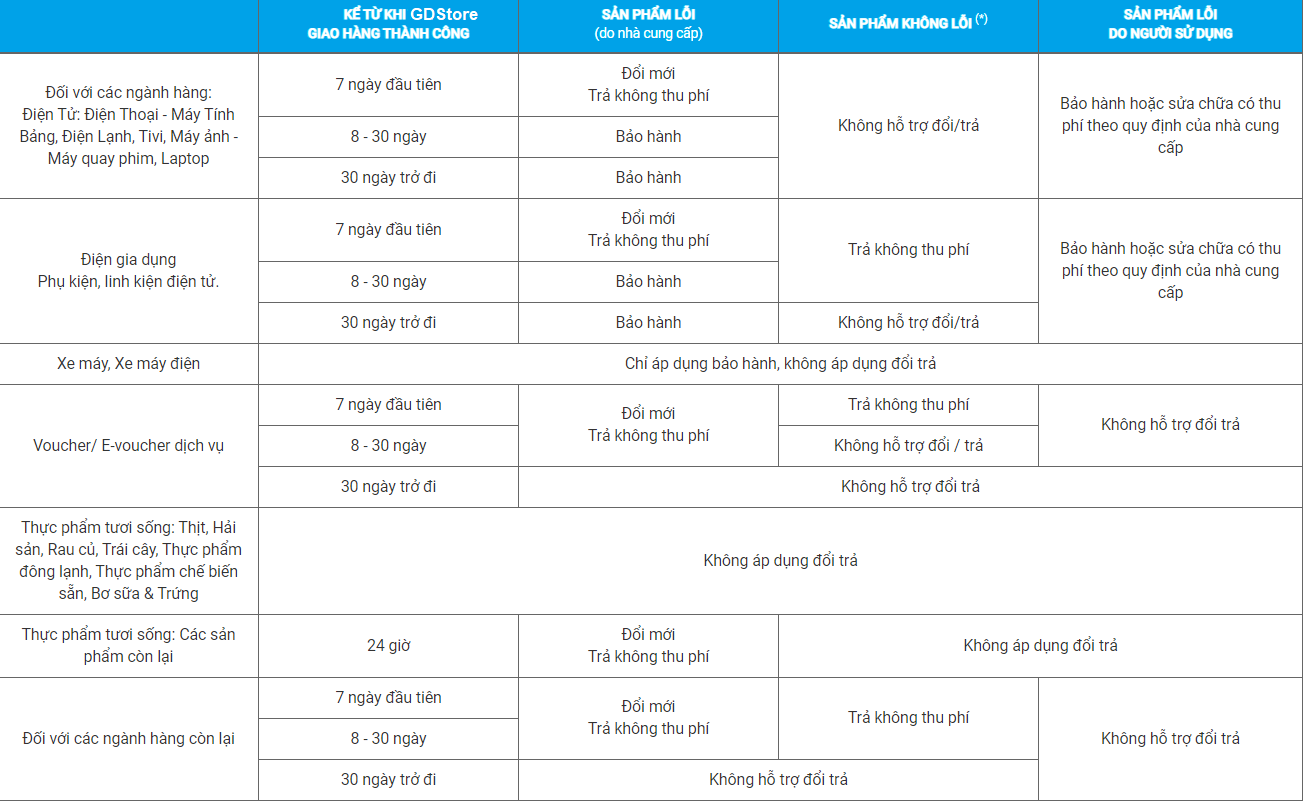 KỂ TỪ KHI GDStore
GIAO HÀNG THÀNH CÔNG
SẢN PHẨM LỖI
(do nhà cung cấp)
SẢN PHẨM KHÔNG LỖI (*)
SẢN PHẨM LỖI
DO NGƯỜI SỬ DỤNG
Đối với các ngành hàng:
Điện Tử: Điện Thoại - Máy Tính
Bảng, Điện Lạnh, Tivi, Máy ảnh -
Máy quay phim, Laptop
7 ngày đầu tiên
Đổi mới
Trả không thu phí
Không hỗ trợ đổi/trả
Bảo hành hoặc sửa chữa có thu
phí theo quy định của nhà cung
cấp
8 - 30 ngày
Bảo hành
30 ngày trở đi
Bảo hành
Điện gia dụng
Phụ kiện, linh kiện điện tử.
7 ngày đầu tiên
Đổi mới
Trả không thu phí
Trả không thu phí
Bảo hành hoặc sửa chữa có thu
phí theo quy định của nhà cung
cấp
8 - 30 ngày
Bảo hành
30 ngày trở đi
Bảo hành
Không hỗ trợ đổi/trả
Xe máy, Xe máy điện
Chỉ áp dụng bảo hành, không áp dụng đổi trả
Voucher/ E-voucher dịch vụ
7 ngày đầu tiên
Đổi mới
Trả không thu phí
Trả không thu phí
Không hỗ trợ đổi trả
8 - 30 ngày
Không hỗ trợ đổi / trả
30 ngày trở đi
Không hỗ trợ đổi trả
Thực phẩm tươi sống: Thịt, Hải
sản, Rau củ, Trái cây, Thực phẩm
đông lạnh, Thực phẩm chế biến
sẵn, Bơ sữa & Trứng
Không áp dụng đổi trả
Thực phẩm tươi sống: Các sản
phẩm còn lại
24 giờ
Đổi mới
Trả không thu phí
Không áp dụng đổi trả
Đối với các ngành hàng còn lại
7 ngày đầu tiên
Đổi mới
Trả không thu phí
Trả không thu phí
Không hỗ trợ đổi trả
8 - 30 ngày
30 ngày trở đi
Không hỗ trợ đổi trả